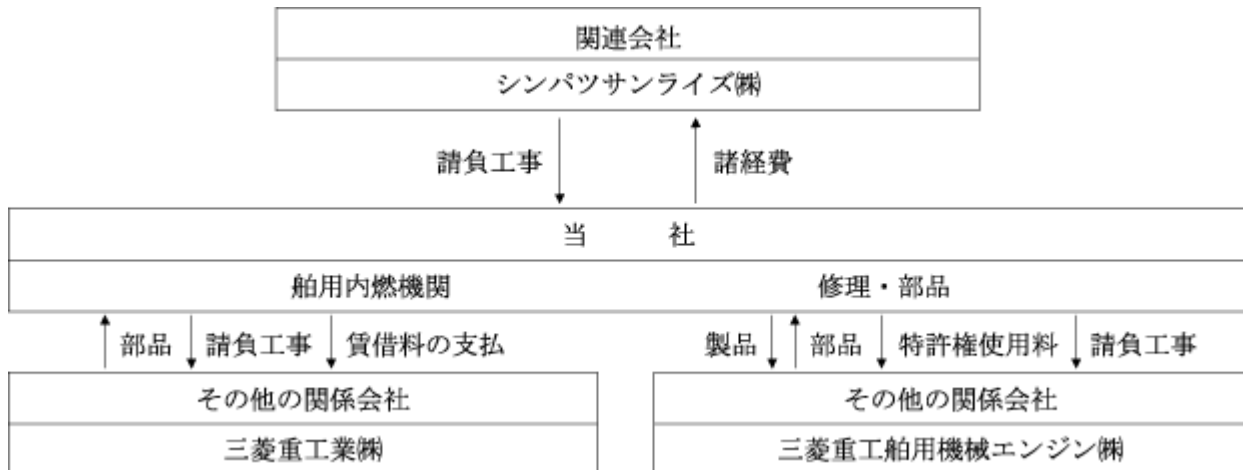 関連会社
シンパツサンライズ㈱
請負工事 諸経費
当 社
舶用内燃機関 修理・部品
部品 請負工事 賃借料の支払 製品 部品 特許権使用料 請負工事
その他の関係会社 その他の関係会社
三菱重工業㈱ 三菱重工舶用機械エンジン㈱